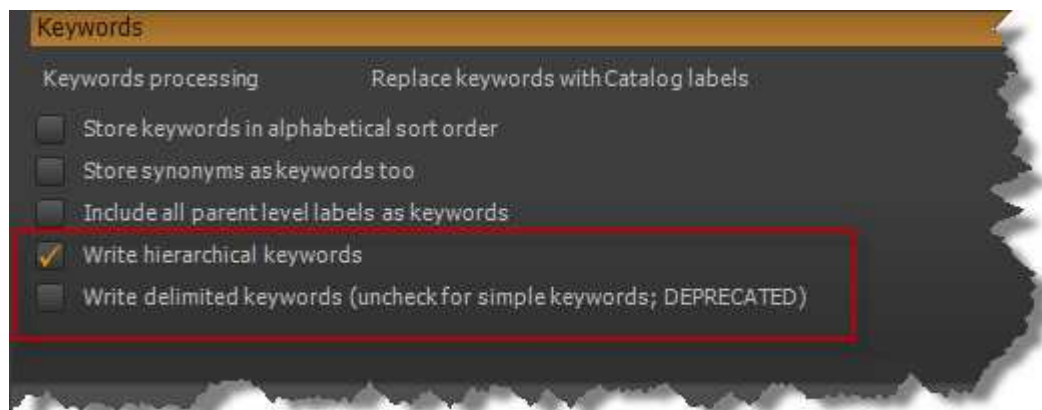 Keywords
Keywords processing Replace keywords with Catalog labels
Store keywords in alphabetical sort order
Store synonyms as keywords too
Include all parent level labels as keywords
Write hierarchical keywords
Write delimited keywords (uncheck for simple keywords; DEPRECATED)